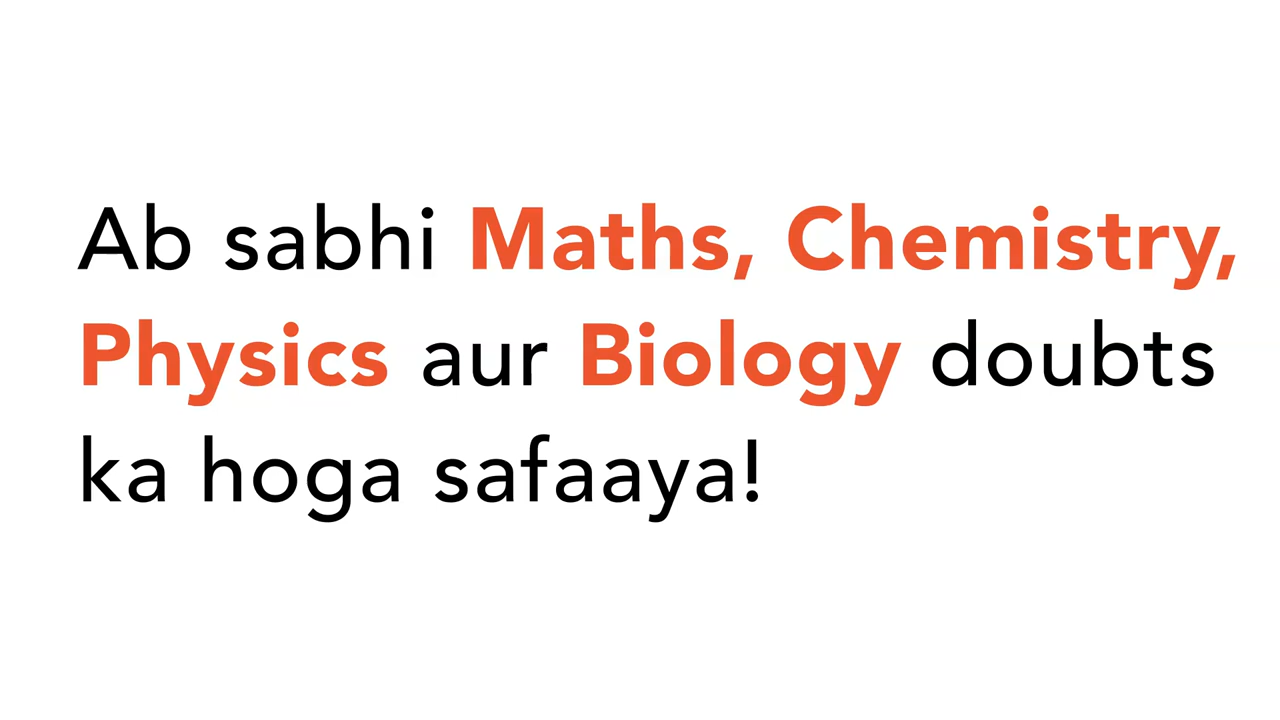 Ab sabhi Maths, Chemistry,
Physics aur Biology doubts
ka hoga safaaya!